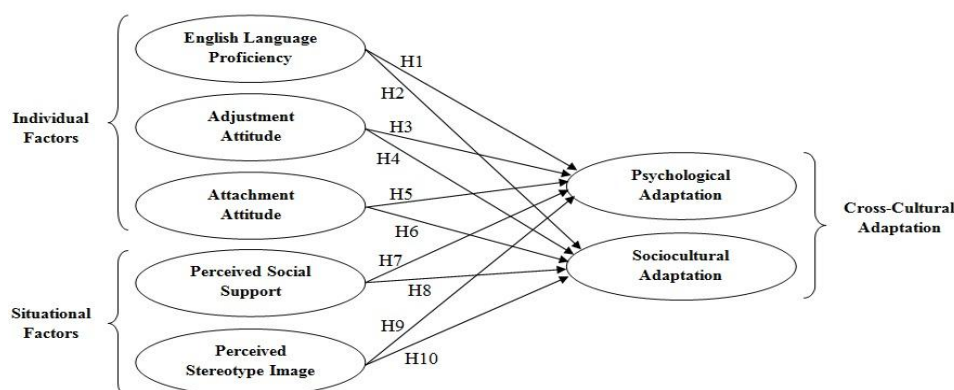 Individual
Factors
English Language
Proficiency
Adjustment
Attitude
Attachment
Attitude
Situational
Factors
Perceived Social
Support
Perceived
Stereotype Image
H1
H2
H3
H4
H5
H6
H7
H8
H9
H10
Psychological
Adaptation
Sociocultural
Adaptation
Cross-Cultural
Adaptation